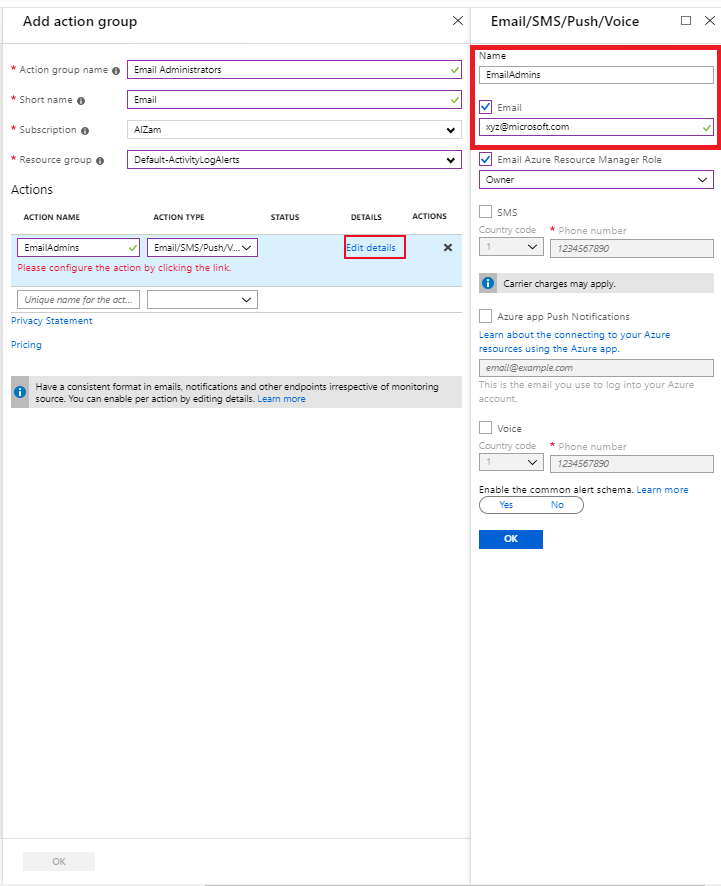 Add action group
* Action group name
Email Administrators
* Short name
Email
* Subscription
AIZam
* Resource group
Default-ActivityLogAlerts
Actions
ACTION NAME ACTION TYPE STATUS DETAILS ACTIONS
EmailAdmins Email/SMS/Push/V... Edit details
Please configure the action by clicking the link.
Unique name for the act...
Privacy Statement
Pricing
Have a consistent format in emails, notifications and other endpoints irrespective of monitoring
source. You can enable per action by editing details. Learn more
OK
Email/SMS/Push/Voice
Name
EmailAdmins
Email
xyz@microsoft.com
Email Azure Resource Manager Role
Owner
SMS
Country code * Phone number
1 1234567890
Carrier charges may apply.
Azure app Push Notifications
Learn about the connecting to your Azure
resources using the Azure app.
email@example.com
This is the email you use to log into your Azure
account.
Voice
Country code * Phone number
1 1234567890
Enable the common alert schema. Learn more
Yes No
OK